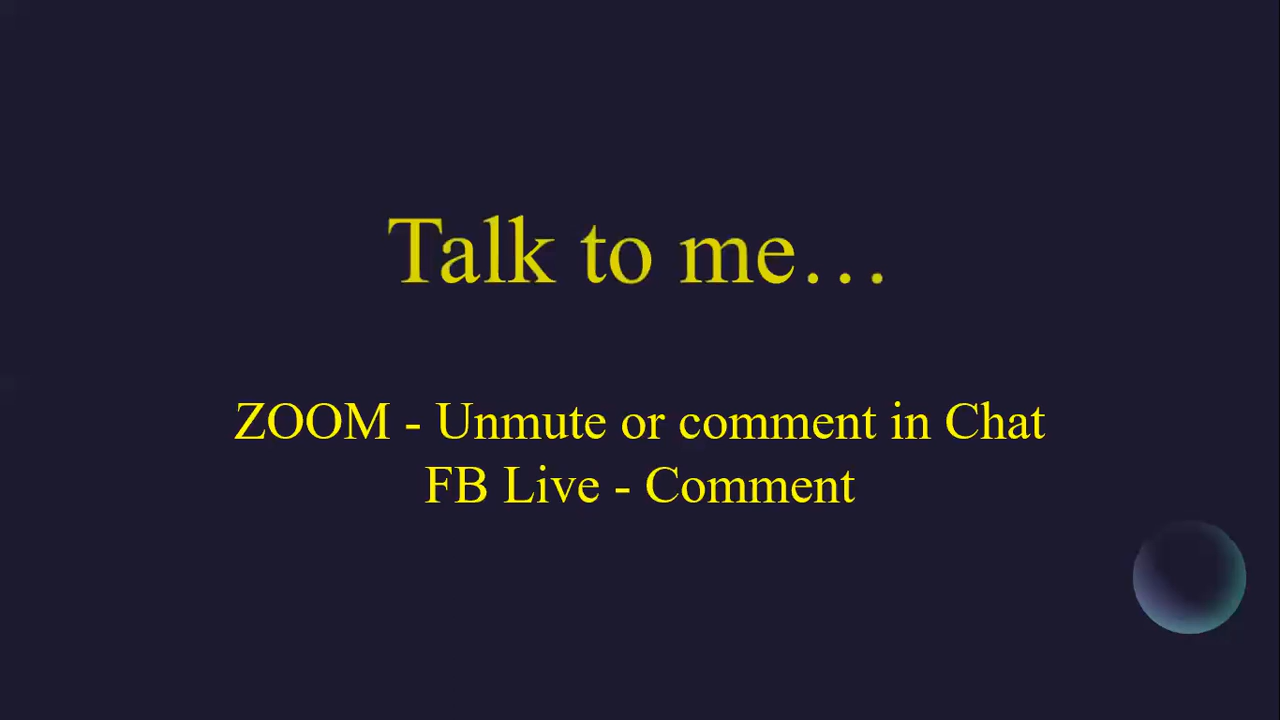 Talk to me…
ZOOM - Unmute or comment in Chat
FB Live - Comment